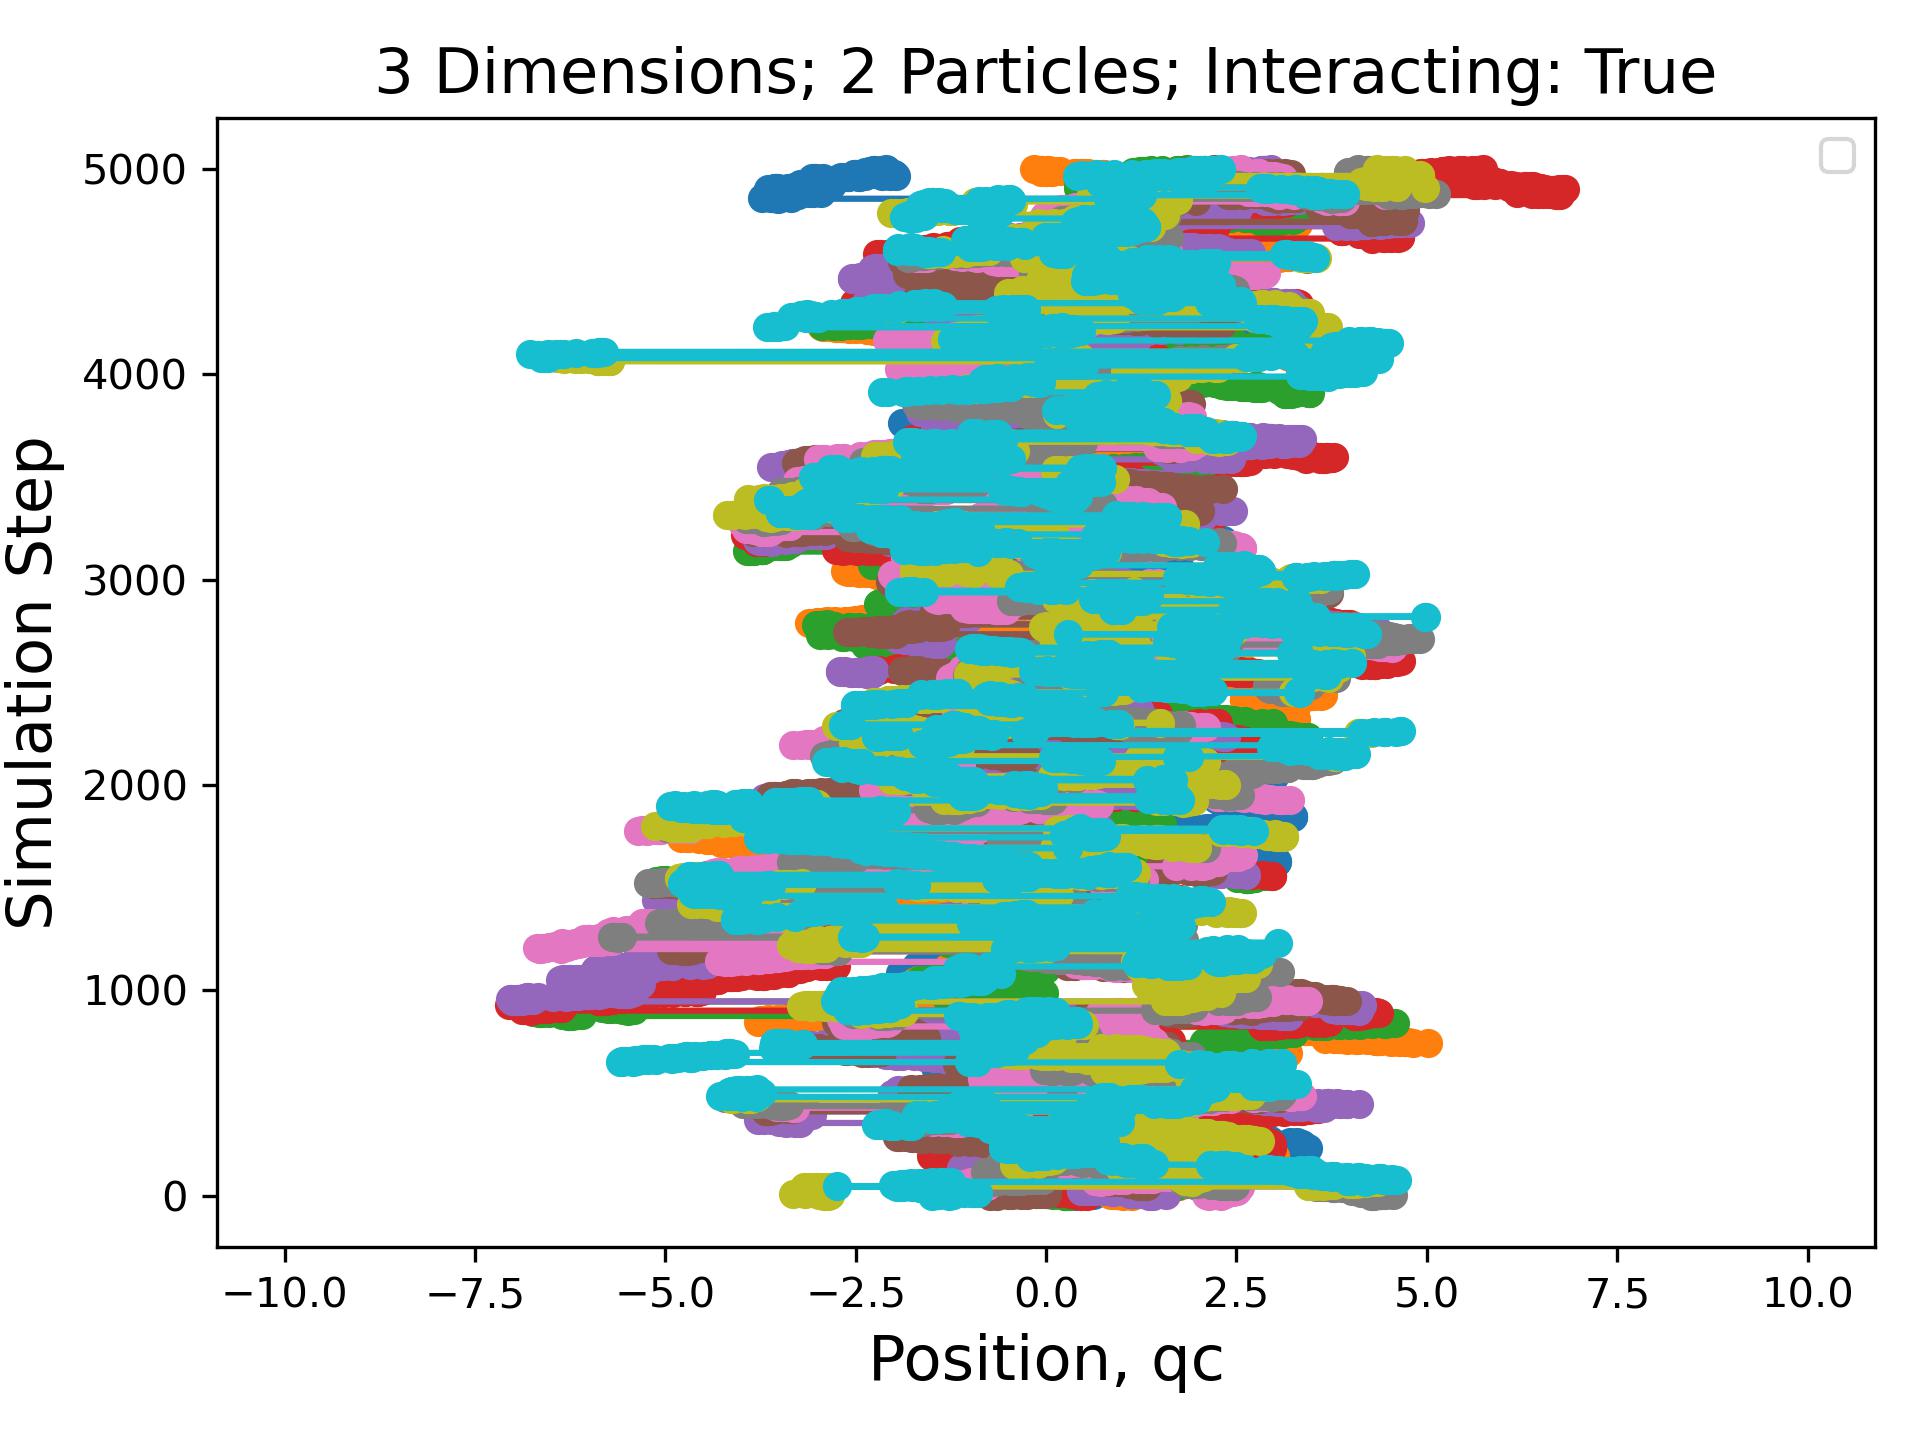 3 Dimensions; 2 Particles; Interacting: True
5000
4000
3000
2000
1000
0
Simulation Step
−10.0 −7.5 −5.0 −2.5 0.0 2.5 5.0 7.5 10.0
Position, qc